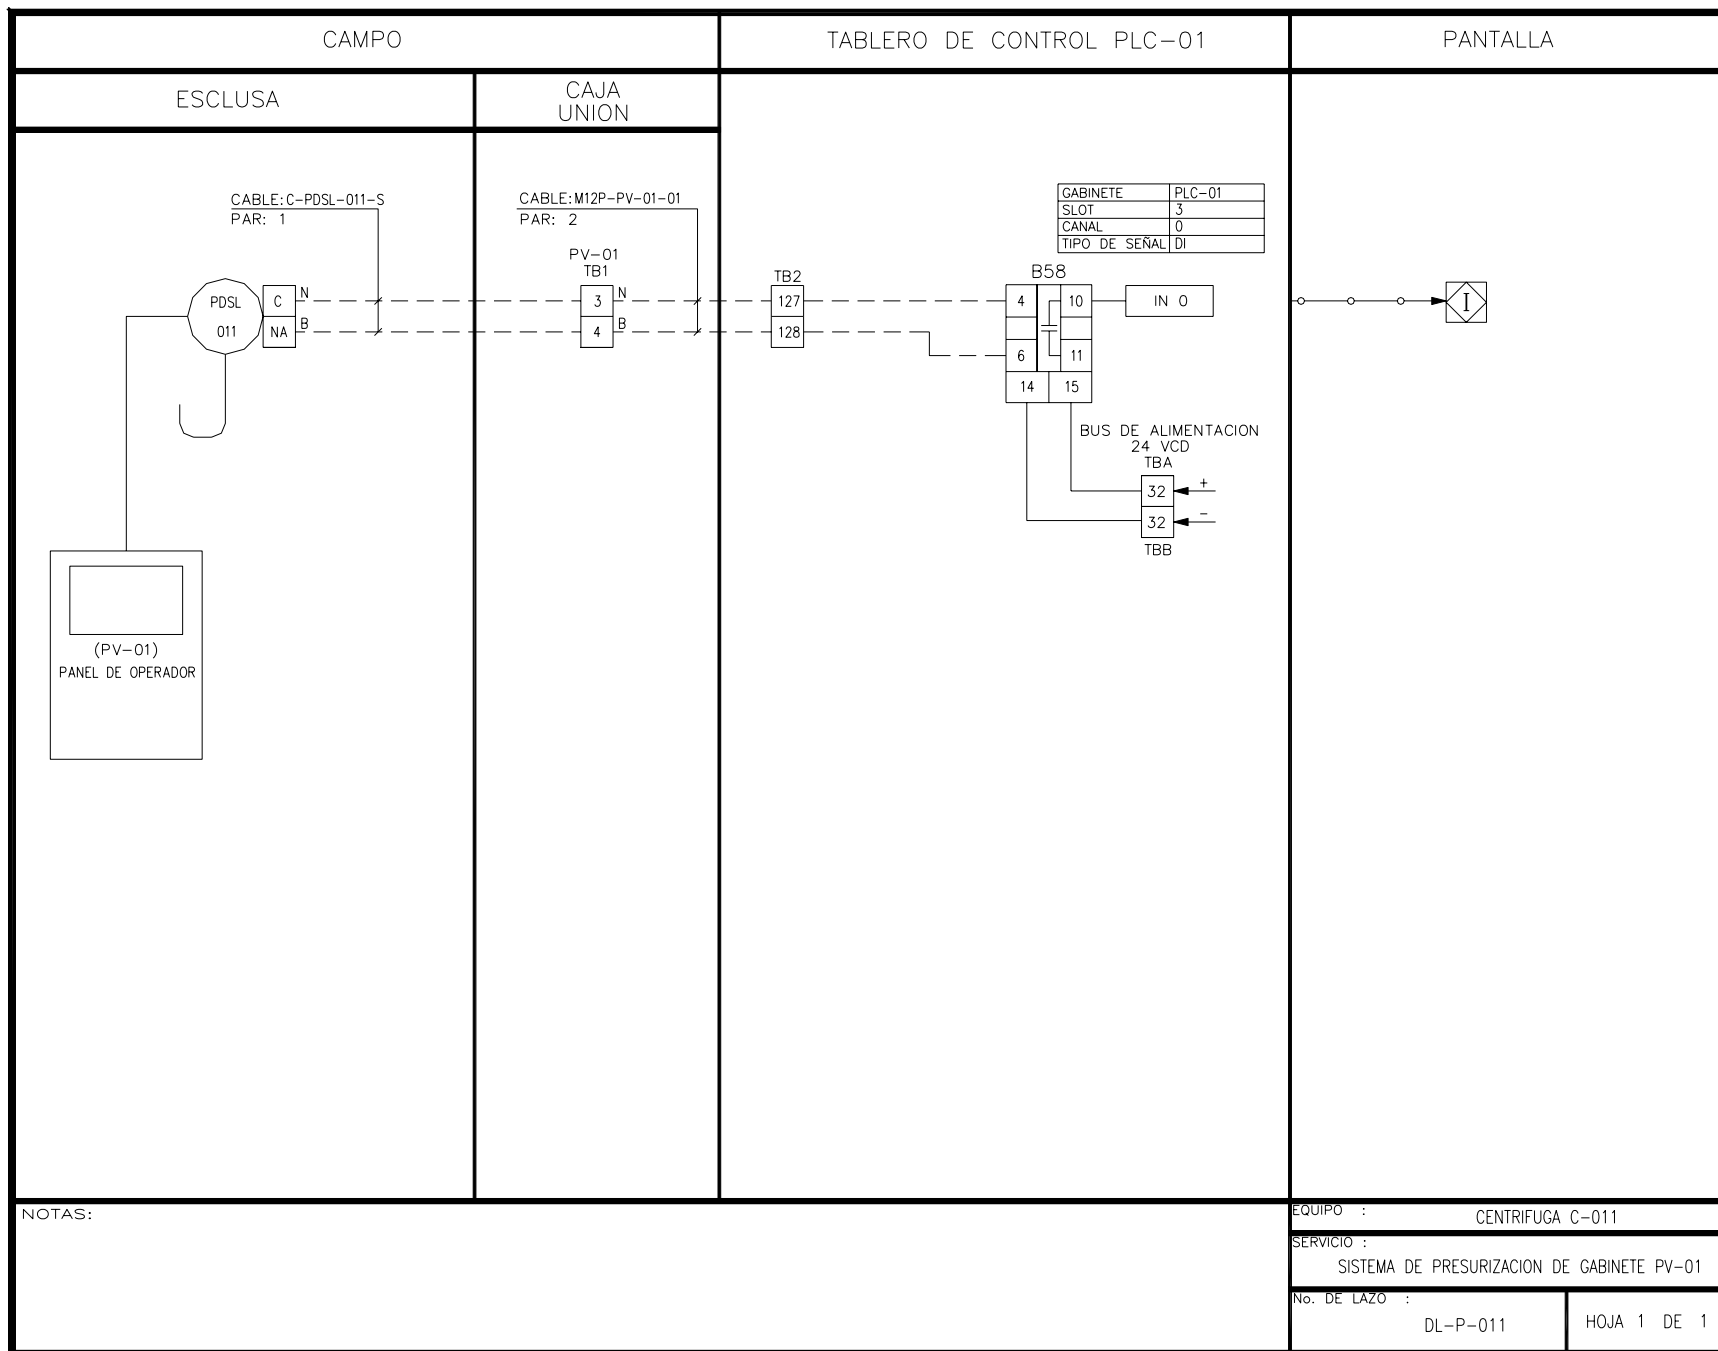 CAMPO
TABLERO DE CONTROL PLC-01
PANTALLA
ESCLUSA
CAJA
UNION
CABLE:C-PDSL-011-S
PAR: 1
CABLE:M12P-PV-01-01
PAR: 2
GABINETE PLC-01
SLOT 3
CANAL 0
TIPO DE SEÑAL DI
PV-01
TB1
TB2
B58
PDSL
011
C N
NA B
3 N
4 B
127
128
4 10
6 11
14 15
IN 0
I
BUS DE ALIMENTACION
24 VCD
TBA
32 +
32 -
TBB
(PV-01)
PANEL DE OPERADOR
NOTAS:
EQUIPO :
CENTRIFUGA C-011
SERVICIO :
SISTEMA DE PRESURIZACION DE GABINETE PV-01
No. DE LAZO :
DL-P-011
HOJA 1 DE 1